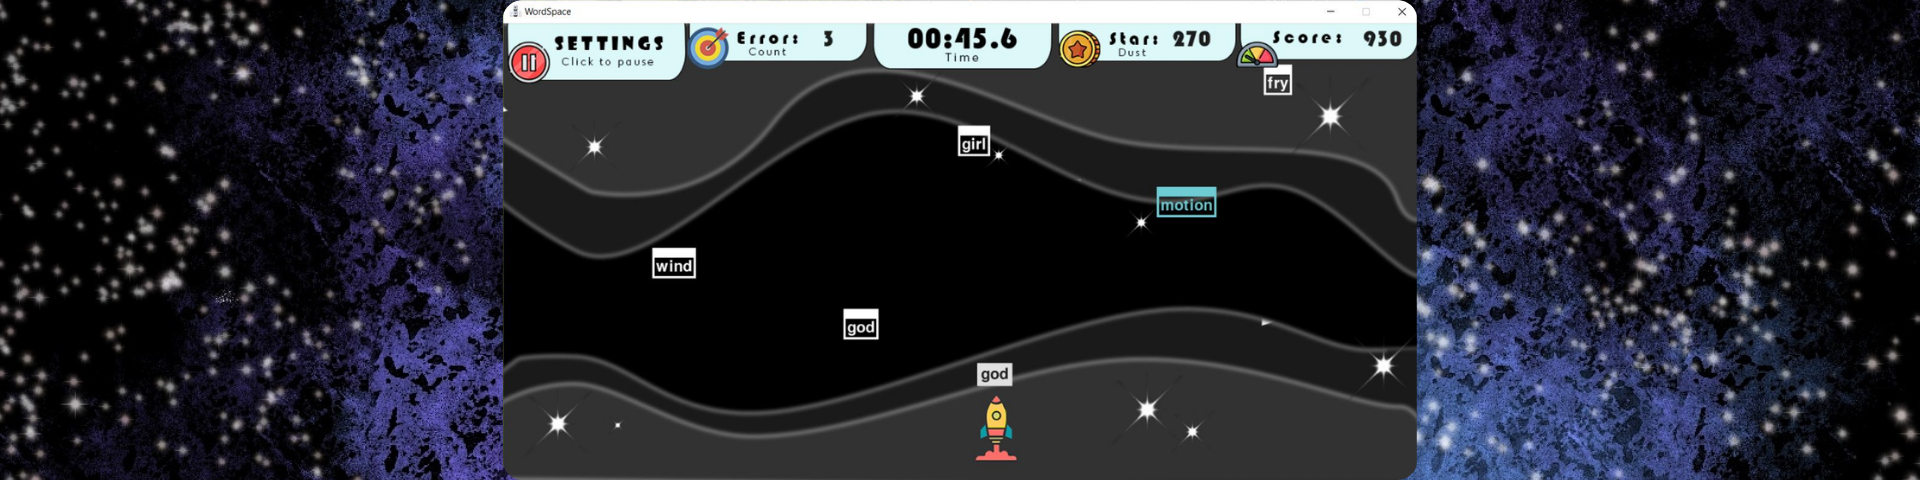 WordSpace
SETTINGS
Click to pause
Error: 3
Count
00:45.6
Time
Star: 270
Dust
Score: 930
fry
girl
motion
wind
god
god